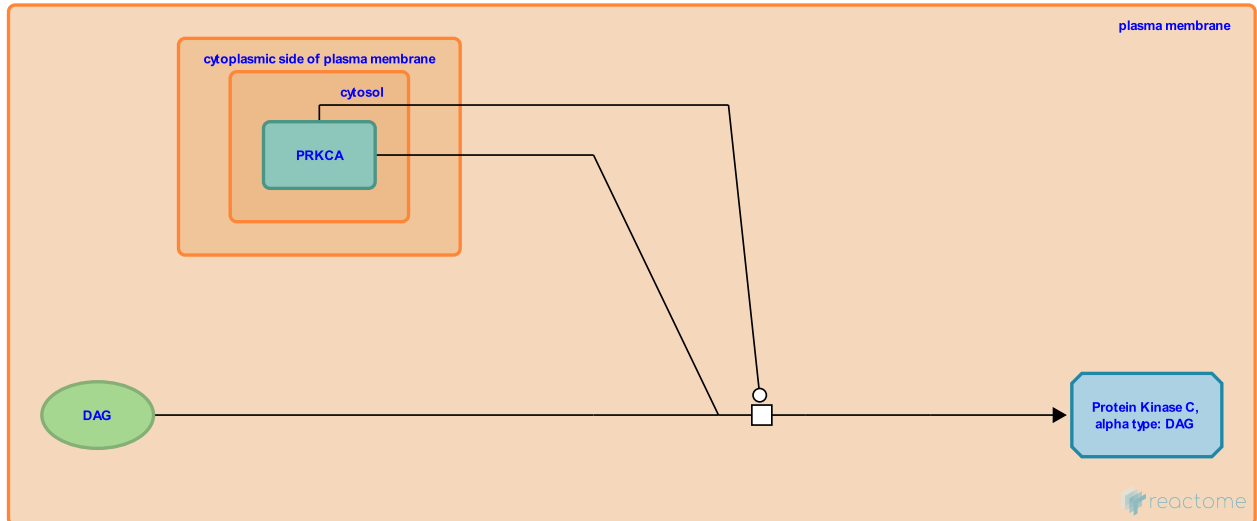 plasma membrane
cytoplasmic side of plasma membrane
cytosol
PRKCA
DAG
Protein Kinase C,
alpha type: DAG
reactome